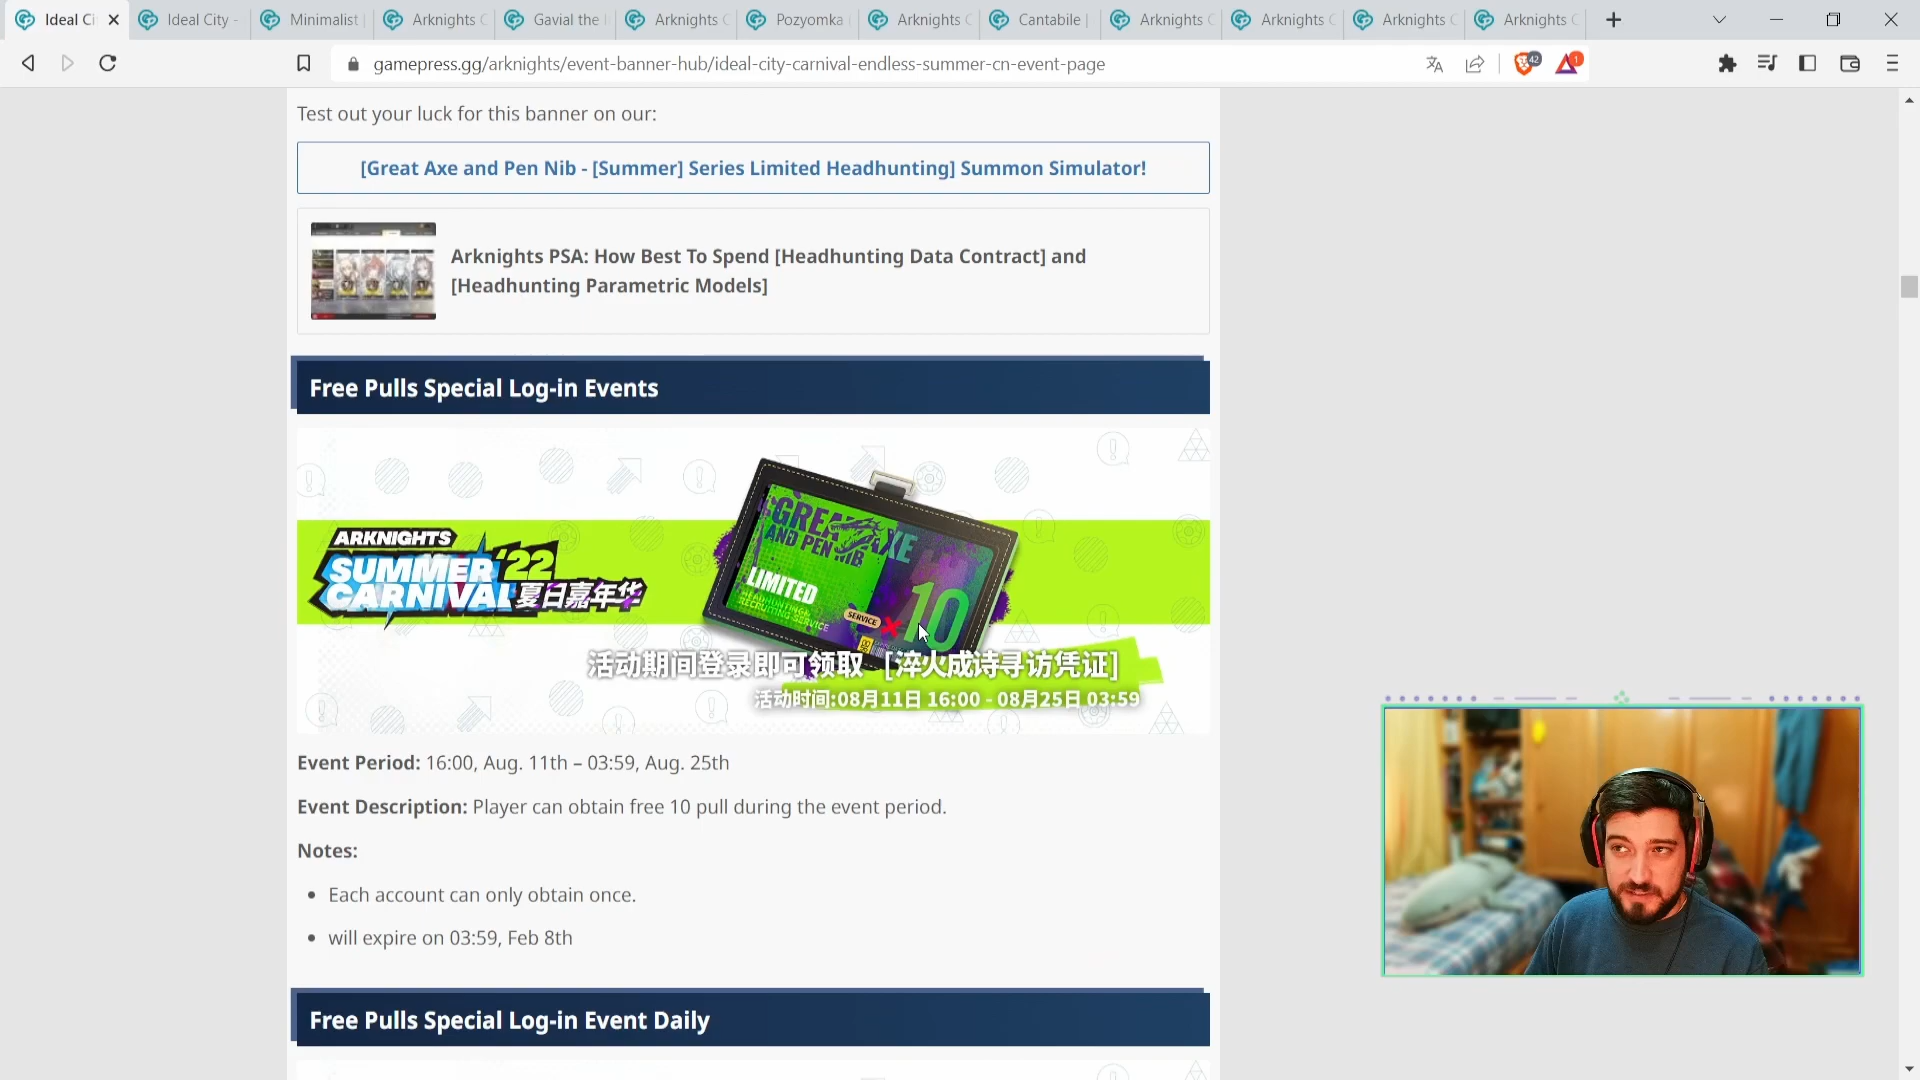 Ideal Ci
Ideal City -
Minimalist
Arknights
Gavial the
Arknights
Pozyomka
Arknights
Cantabile |
Arknights
Arknights
Arknights
Arknights
gamepress.gg/arknights/event-banner-hub/ideal-city-carnival-endless-summer-cn-event-page
42
1
Test out your luck for this banner on our:
[Great Axe and Pen Nib - [Summer] Series Limited Headhunting] Summon Simulator!
Arknights PSA: How Best To Spend [Headhunting Data Contract] and
[Headhunting Parametric Models]
Free Pulls Special Log-in Events
ARKNIGHTS
SUMMER '22
CARNIVAL 夏日嘉年华
GREAT AXE
AND PEN NIB
LIMITED
HEADHUNTING&
RECRUITING SERVICE
SERVICE
10
活动期间登录即可领取 [淬火成诗寻访凭证]
活动时间:08月11日 16:00 - 08月25日 03:59
Event Period: 16:00, Aug. 11th – 03:59, Aug. 25th
Event Description: Player can obtain free 10 pull during the event period.
Notes:
• Each account can only obtain once.
• will expire on 03:59, Feb 8th
Free Pulls Special Log-in Event Daily